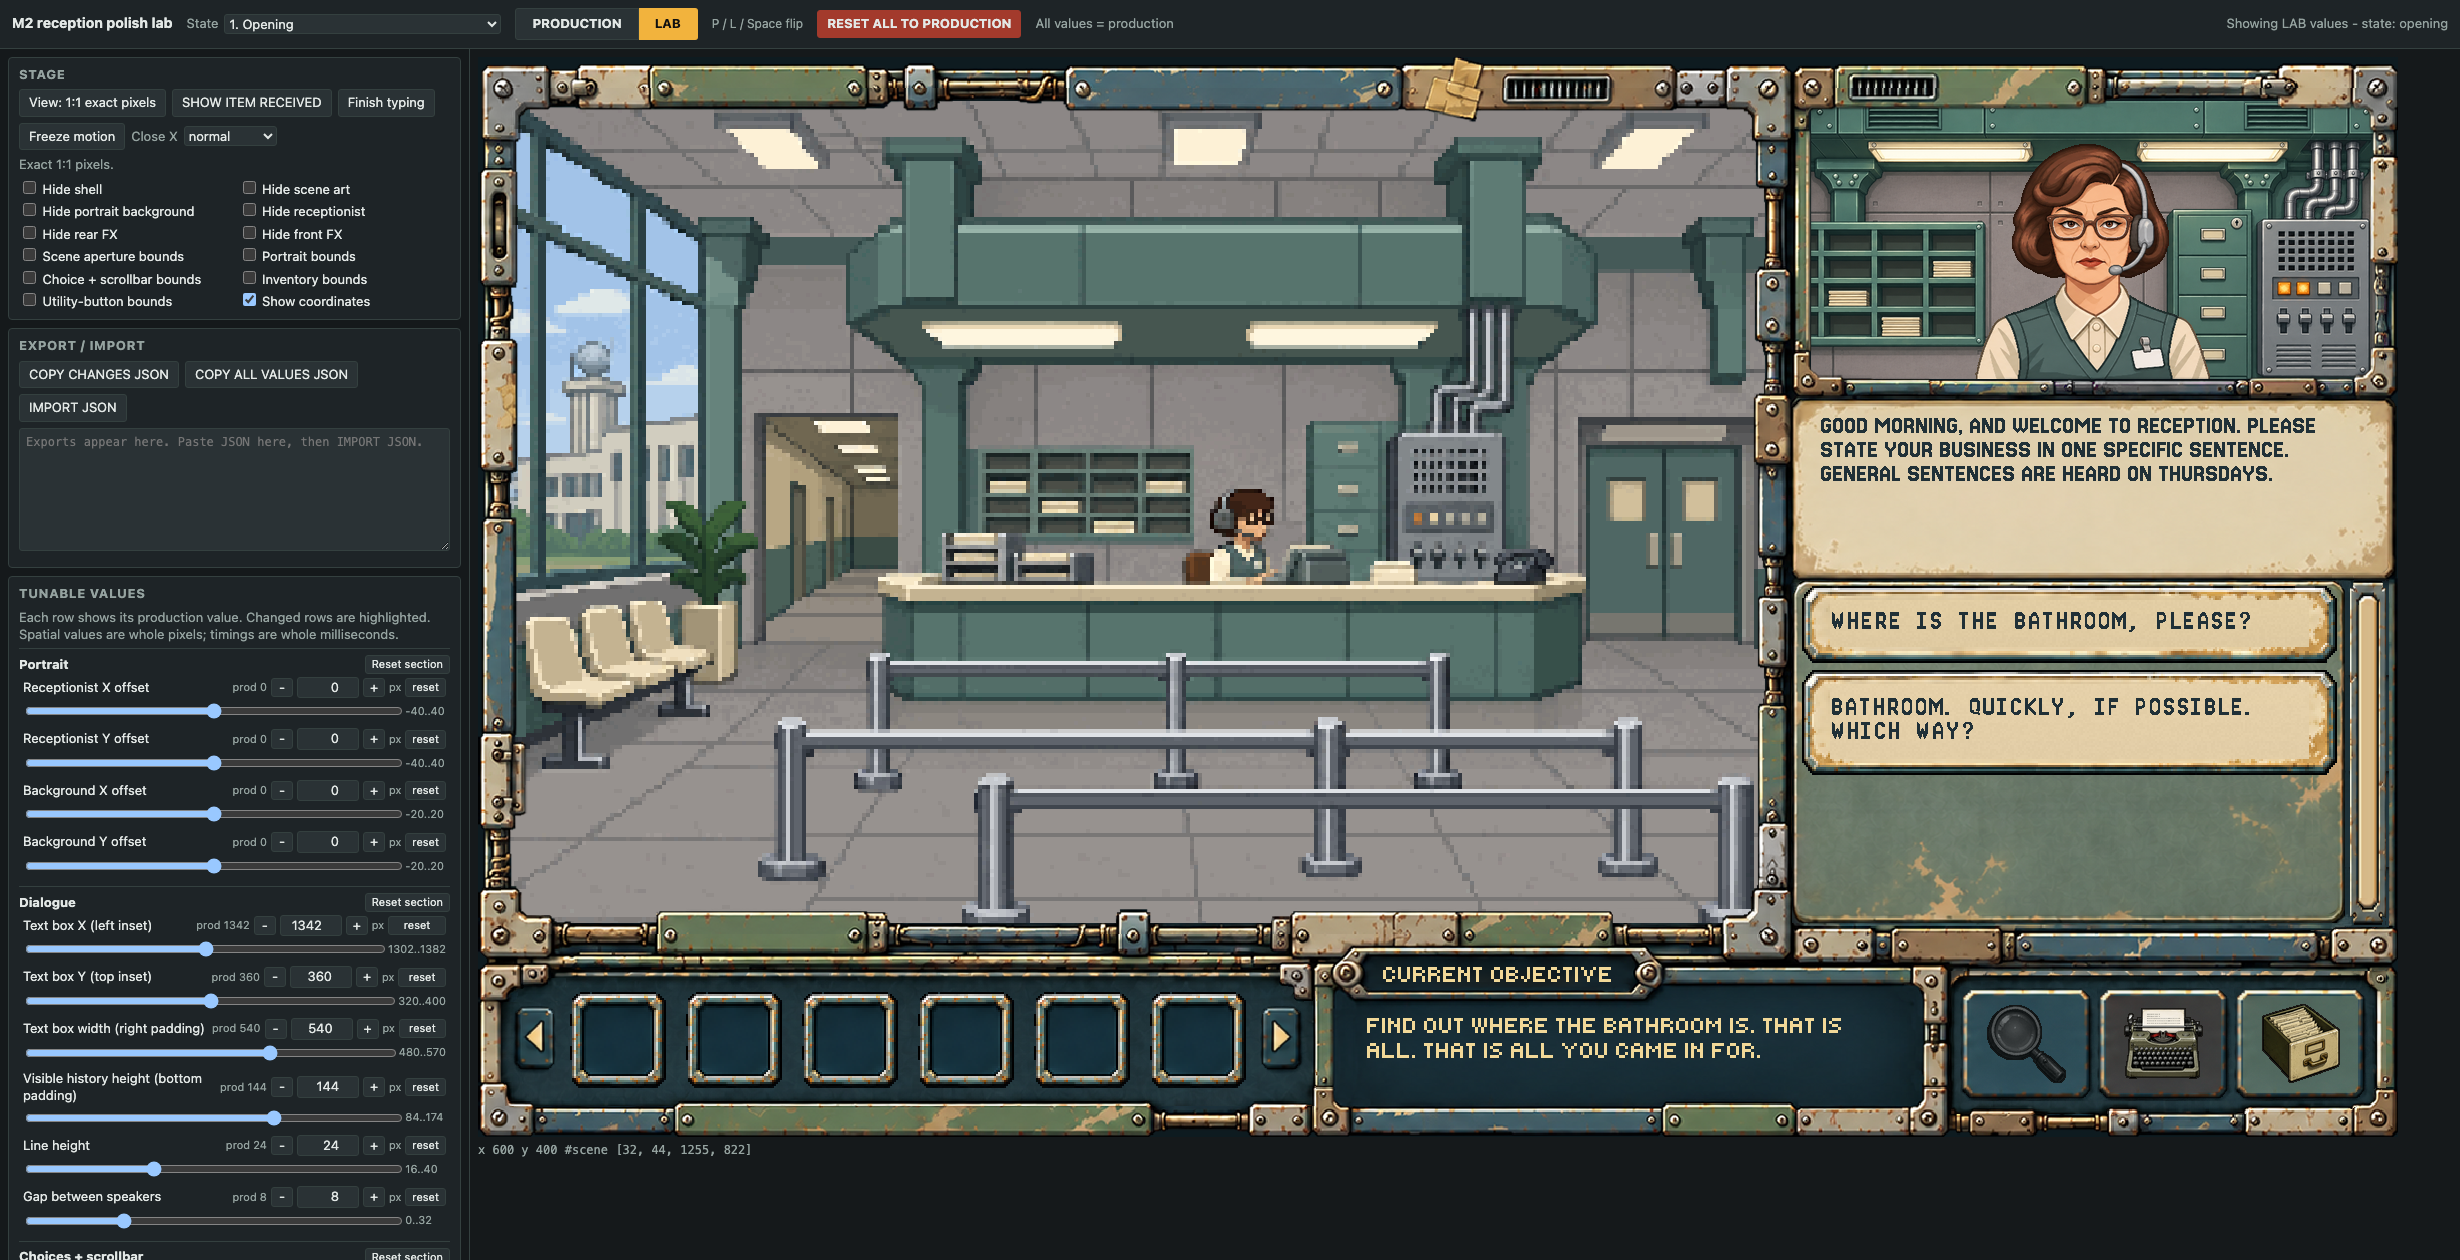 M2 reception polish lab
State
1. Opening
PRODUCTION
LAB
P / L / Space flip
RESET ALL TO PRODUCTION
All values = production
Showing LAB values - state: opening
STAGE
View: 1:1 exact pixels
SHOW ITEM RECEIVED
Finish typing
Freeze motion
Close X
normal
Exact 1:1 pixels.
Hide shell
Hide scene art
Hide portrait background
Hide receptionist
Hide rear FX
Hide front FX
Scene aperture bounds
Portrait bounds
Choice + scrollbar bounds
Inventory bounds
Utility-button bounds
Show coordinates
EXPORT / IMPORT
COPY CHANGES JSON
COPY ALL VALUES JSON
IMPORT JSON
Exports appear here. Paste JSON here, then IMPORT JSON.
TUNABLE VALUES
Each row shows its production value. Changed rows are highlighted.
Spatial values are whole pixels; timings are whole milliseconds.
Portrait
Reset section
Receptionist X offset
prod 0 - 0 + px reset
-40..40
Receptionist Y offset
prod 0 - 0 + px reset
-40..40
Background X offset
prod 0 - 0 + px reset
-20..20
Background Y offset
prod 0 - 0 + px reset
-20..20
Dialogue
Reset section
Text box X (left inset)
prod 1342 - 1342 + px reset
1302..1382
Text box Y (top inset)
prod 360 - 360 + px reset
320..400
Text box width (right padding)
prod 540 - 540 + px reset
480..570
Visible history height (bottom
padding)
prod 144 - 144 + px reset
84..174
Line height
prod 24 - 24 + px reset
16..40
Gap between speakers
prod 8 - 8 + px reset
0..32
Choices + scrollbar
Reset section
GOOD MORNING, AND WELCOME TO RECEPTION. PLEASE
STATE YOUR BUSINESS IN ONE SPECIFIC SENTENCE.
GENERAL SENTENCES ARE HEARD ON THURSDAYS.
WHERE IS THE BATHROOM, PLEASE?
BATHROOM. QUICKLY, IF POSSIBLE.
WHICH WAY?
CURRENT OBJECTIVE
FIND OUT WHERE THE BATHROOM IS. THAT IS
ALL. THAT IS ALL YOU CAME IN FOR.
x 600 y 400 #scene [32, 44, 1255, 822]